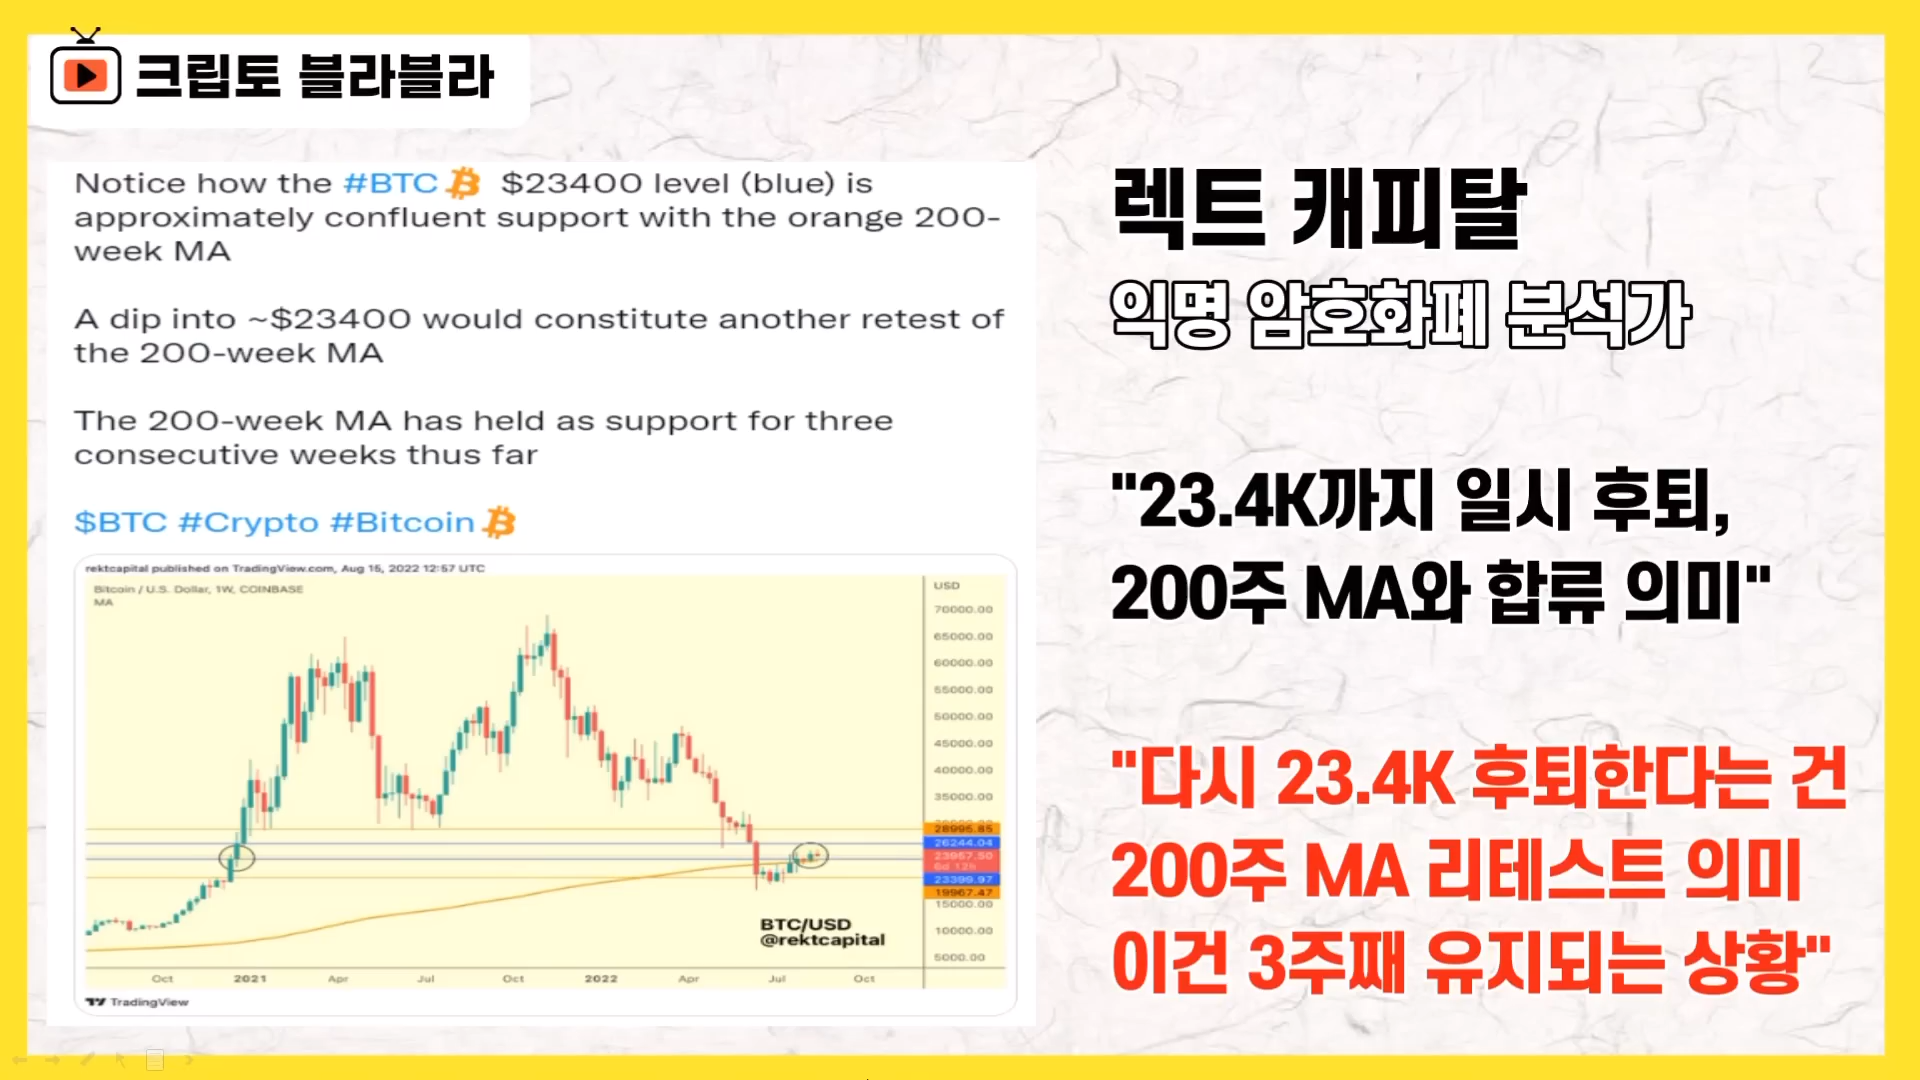 크립토 블라블라
Notice how the #BTC $23400 level (blue) is
approximately confluent support with the orange 200-
week MA
A dip into ~$23400 would constitute another retest of
the 200-week MA
The 200-week MA has held as support for three
consecutive weeks thus far
$BTC #Crypto #Bitcoin
rektcapital published on TradingView.com, Aug 15, 2022 12:57 UTC
Bitcoin / U.S. Dollar, 1W, COINBASE
MA
USD
70000.00
65000.00
60000.00
55000.00
50000.00
45000.00
40000.00
35000.00
28995.85
26244.04
23957.50
6d 12h
23399.97
19967.47
15000.00
10000.00
5000.00
BTC/USD
@rektcapital
Oct 2021 Apr Jul Oct 2022 Apr Jul Oct
TradingView
렉트 캐피탈
익명 암호화폐 분석가
"23.4K까지 일시 후퇴,
200주 MA와 합류 의미"
"다시 23.4K 후퇴한다는 건
200주 MA 리테스트 의미
이건 3주째 유지되는 상황"